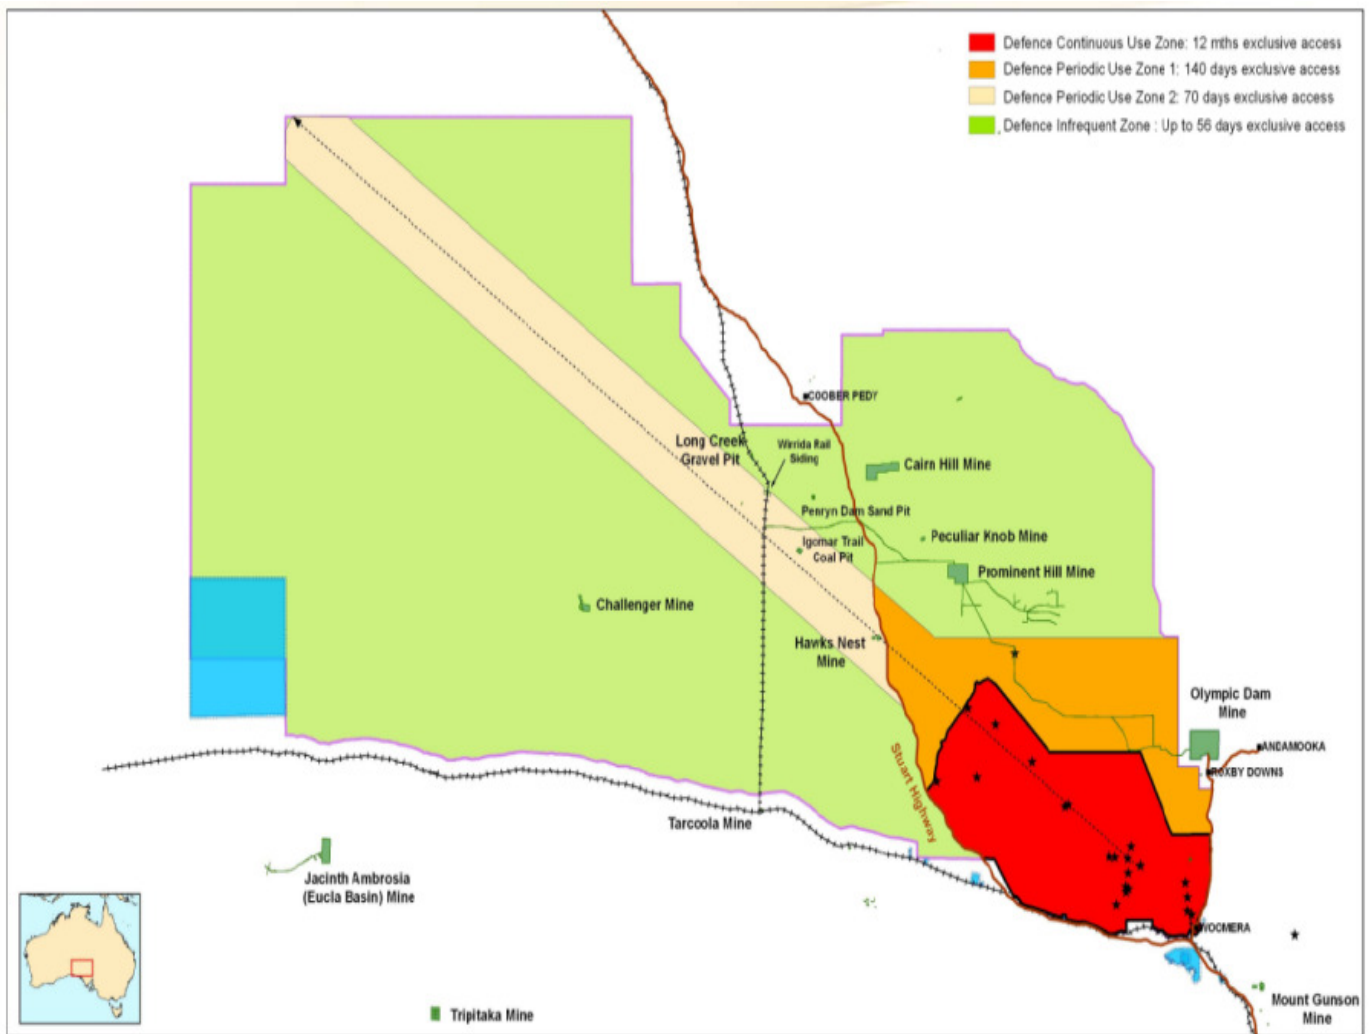 Defence Continuous Use Zone: 12 mths exclusive access
Defence Periodic Use Zone 1: 140 days exclusive access
Defence Periodic Use Zone 2: 70 days exclusive access
Defence Infrequent Zone : Up to 56 days exclusive access
COOBER PEDY
Long Creek
Gravel Pit
Wirrida Rail
Siding
Cairn Hill Mine
Penryn Dam Sand Pit
Peculiar Knob Mine
Igomar Trail
Coal Pit
Prominent Hill Mine
Challenger Mine
Hawks Nest
Mine
Olympic Dam
Mine
ANDAMOOKA
ROXBY DOWNS
Stuart Highway
Tarcoola Mine
Jacinth Ambrosia
(Eucla Basin) Mine
WOOMERA
Mount Gunson
Mine
Tripitaka Mine